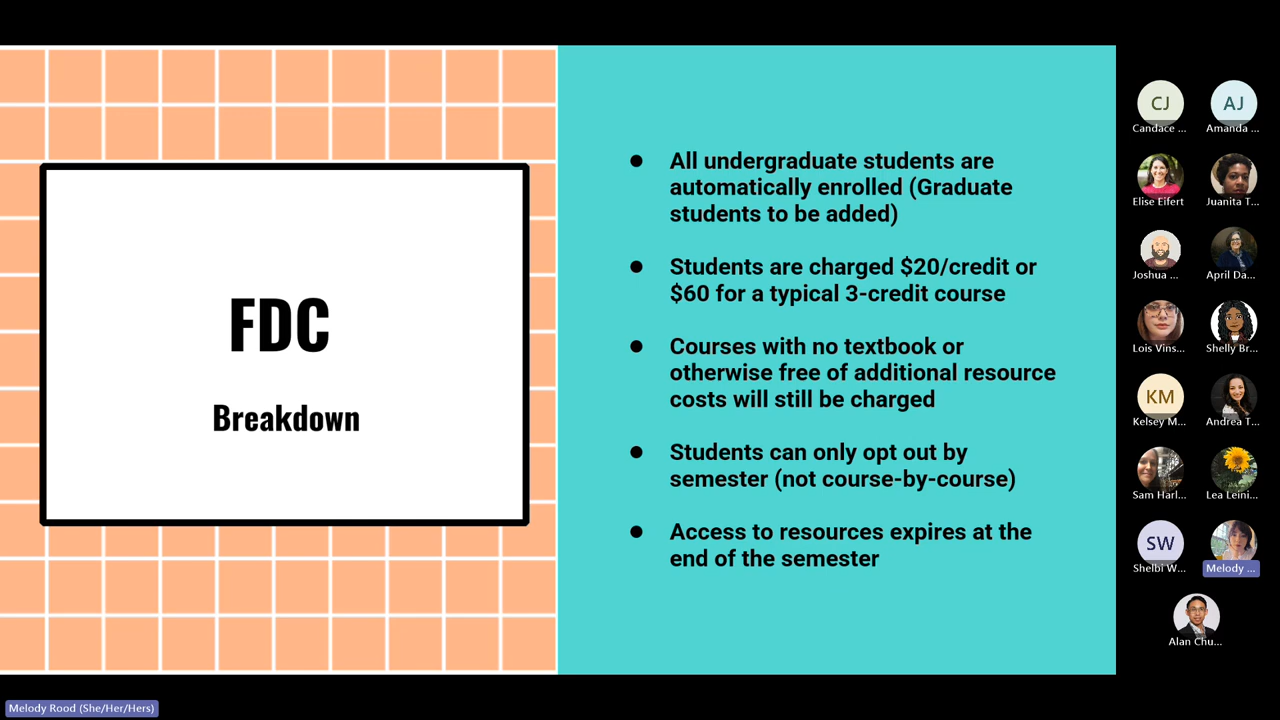 FDC
Breakdown
● All undergraduate students are
automatically enrolled (Graduate
students to be added)
● Students are charged $20/credit or
$60 for a typical 3-credit course
● Courses with no textbook or
otherwise free of additional resource
costs will still be charged
● Students can only opt out by
semester (not course-by-course)
● Access to resources expires at the
end of the semester
CJ
Candace ...
AJ
Amanda ...
Elise Eifert
Juanita T...
Joshua ...
April Da...
Lois Vins...
Shelly Br...
KM
Kelsey M...
Andrea T...
Sam Harl...
Lea Leini...
SW
Shelbi W...
Melody ...
Alan Chu...
Melody Rood (She/Her/Hers)